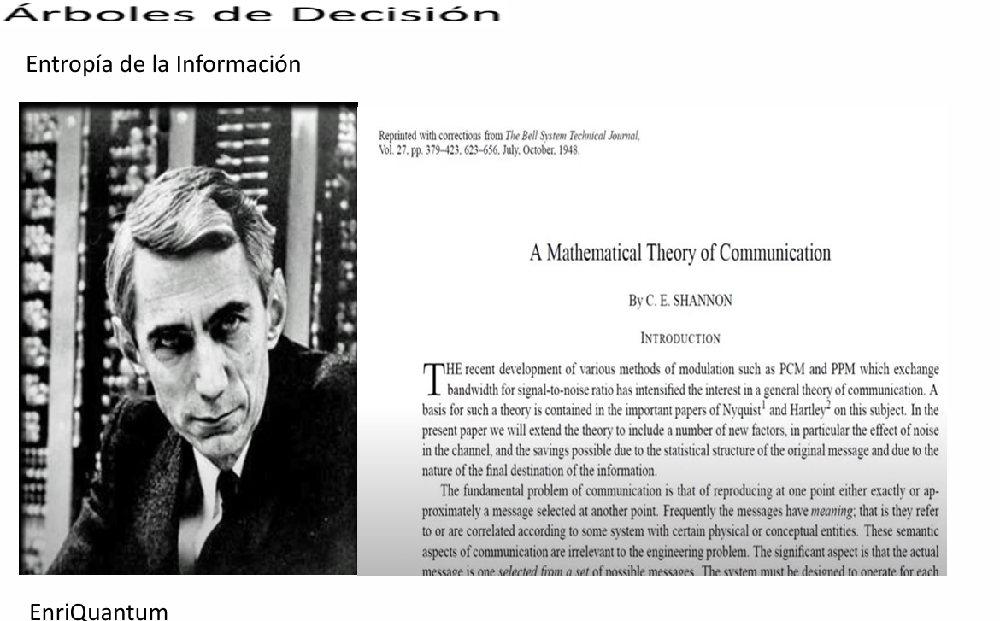 Árboles de Decisión
Entropía de la Información
Reprinted with corrections from The Bell System Technical Journal,
Vol. 27, pp. 379–423, 623–656, July, October, 1948.
A Mathematical Theory of Communication
By C. E. SHANNON
INTRODUCTION
THE recent development of various methods of modulation such as PCM and PPM which exchange
bandwidth for signal-to-noise ratio has intensified the interest in a general theory of communication. A
basis for such a theory is contained in the important papers of Nyquist1 and Hartley2 on this subject. In the
present paper we will extend the theory to include a number of new factors, in particular the effect of noise
in the channel, and the savings possible due to the statistical structure of the original message and due to the
nature of the final destination of the information.
The fundamental problem of communication is that of reproducing at one point either exactly or ap-
proximately a message selected at another point. Frequently the messages have meaning; that is they refer
to or are correlated according to some system with certain physical or conceptual entities. These semantic
aspects of communication are irrelevant to the engineering problem. The significant aspect is that the actual
message is one selected from a set of possible messages. The system must be designed to operate for each
EnriQuantum